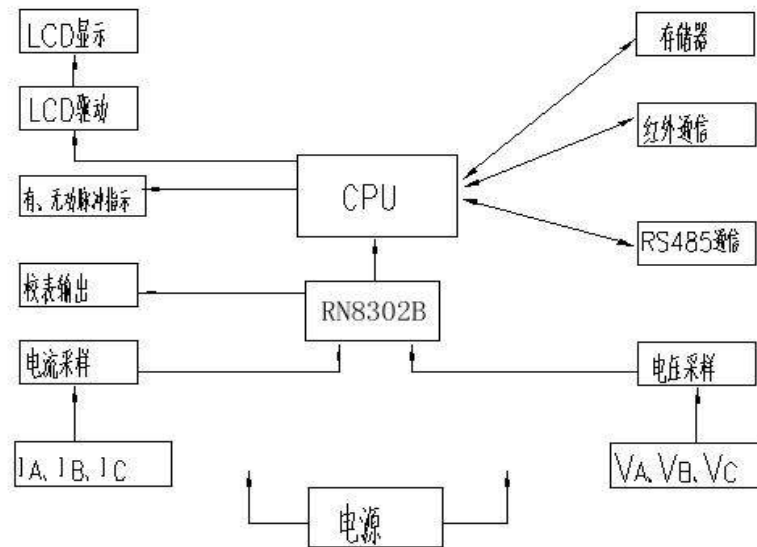 LCD显示
存储器
LCD驱动
红外通信
CPU
有、无动脉冲指示
RS485通信
校表输出
RN8302B
电流采样
电压采样
IA、IB、IC
VA、VB、VC
电源